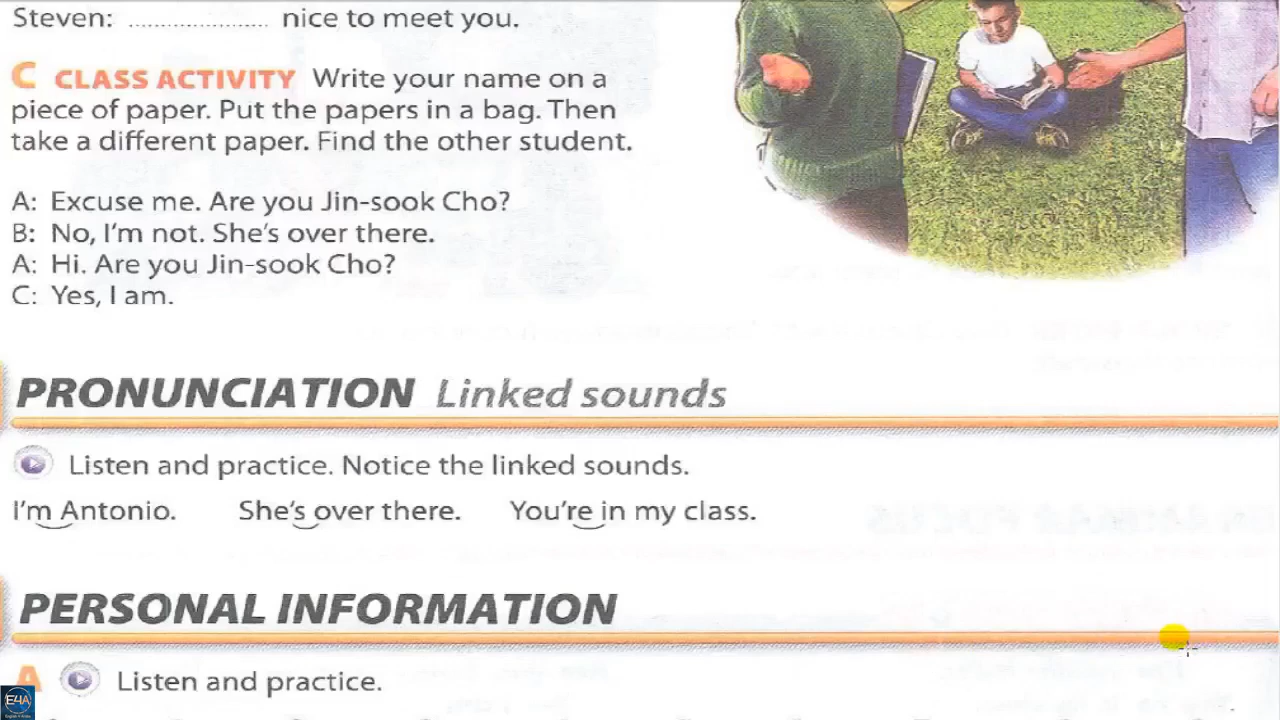 Steven: ..................... nice to meet you.
C CLASS ACTIVITY Write your name on a
piece of paper. Put the papers in a bag. Then
take a different paper. Find the other student.
A: Excuse me. Are you Jin-sook Cho?
B: No, I'm not. She's over there.
A: Hi. Are you Jin-sook Cho?
C: Yes, I am.
PRONUNCIATION Linked sounds
Listen and practice. Notice the linked sounds.
I'm Antonio. She's over there. You're in my class.
PERSONAL INFORMATION
A Listen and practice.
E4A